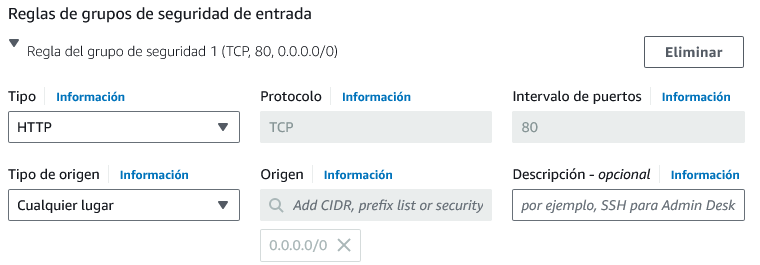 Reglas de grupos de seguridad de entrada
Regla del grupo de seguridad 1 (TCP, 80, 0.0.0.0/0)
Eliminar
Tipo Información
Protocolo Información
Intervalo de puertos Información
HTTP
TCP
80
Tipo de origen Información
Origen Información
Descripción - opcional Información
Cualquier lugar
Add CIDR, prefix list or security
por ejemplo, SSH para Admin Desk
0.0.0.0/0